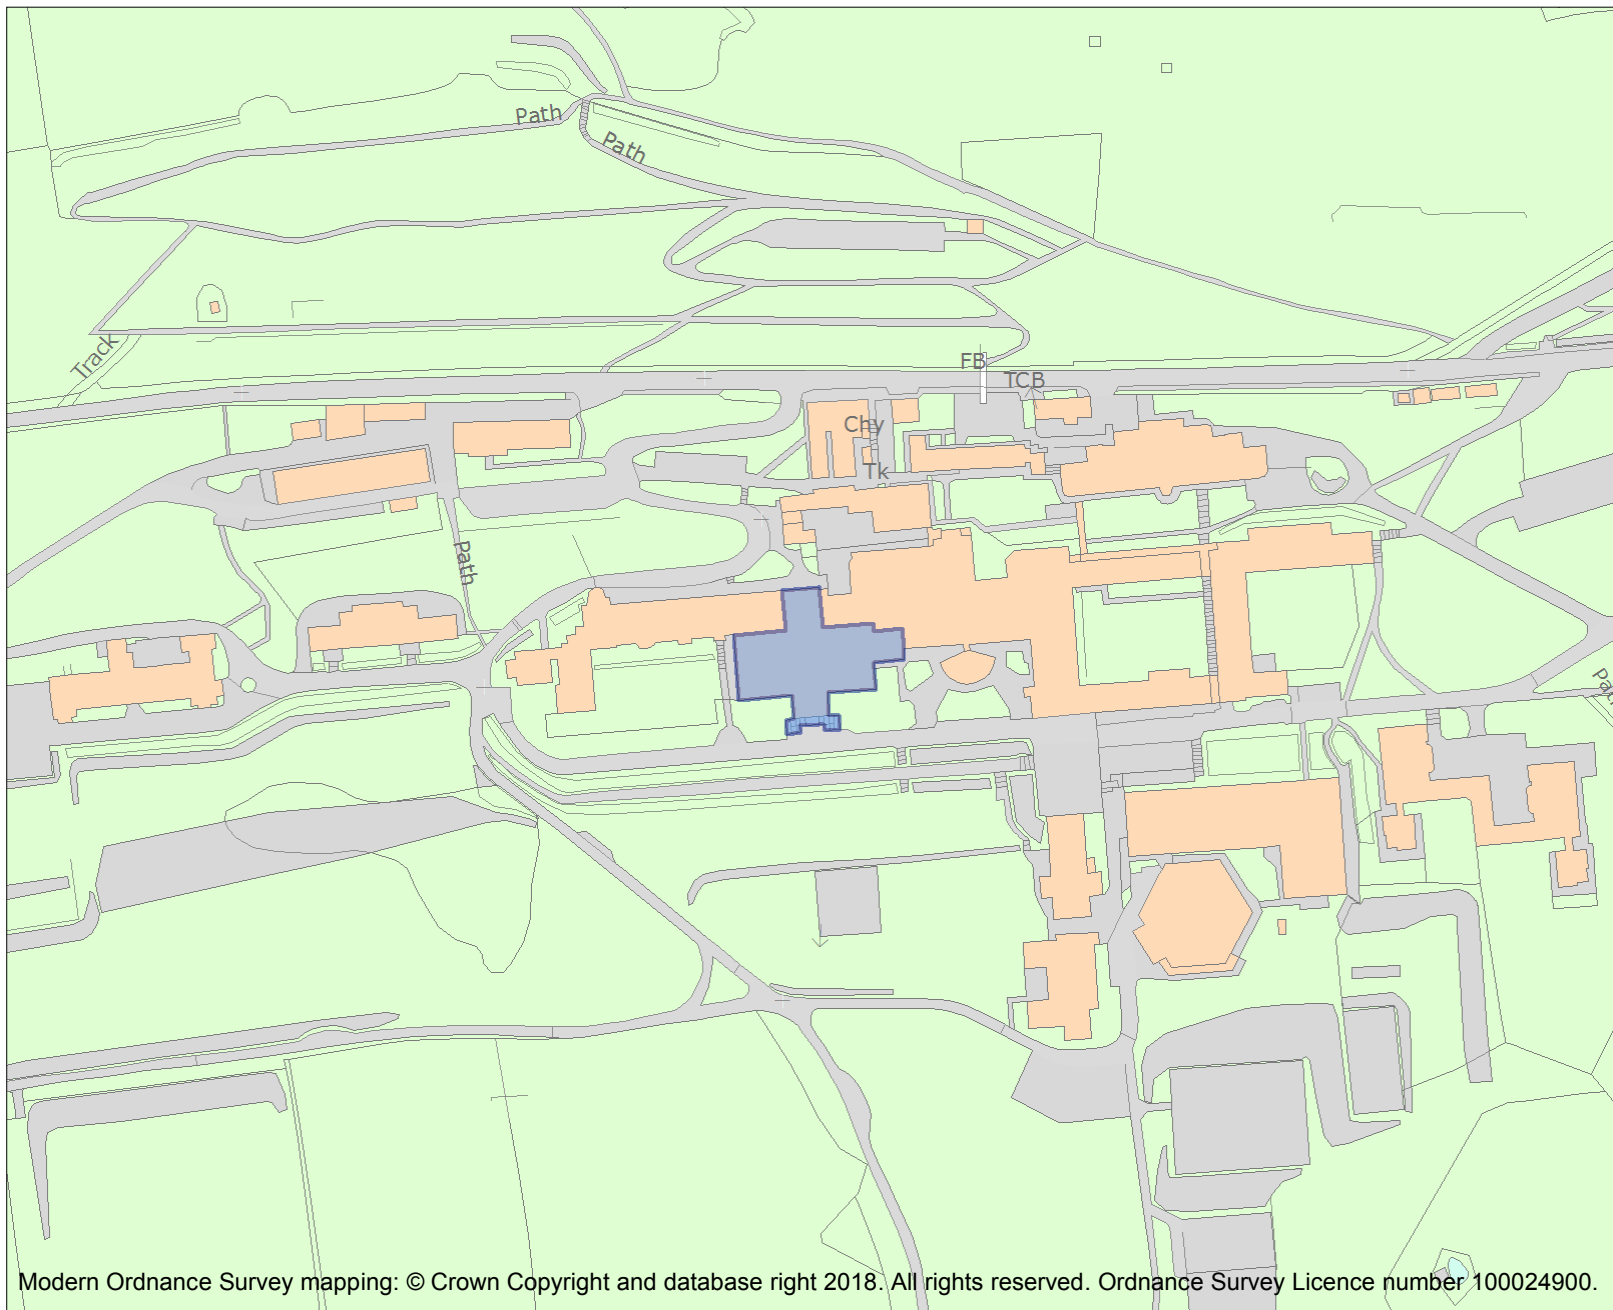 Path
Path
Track
FB
TCB
Chy
Tk
Path
Modern Ordnance Survey mapping: © Crown Copyright and database right 2018. All rights reserved. Ordnance Survey Licence number 100024900.